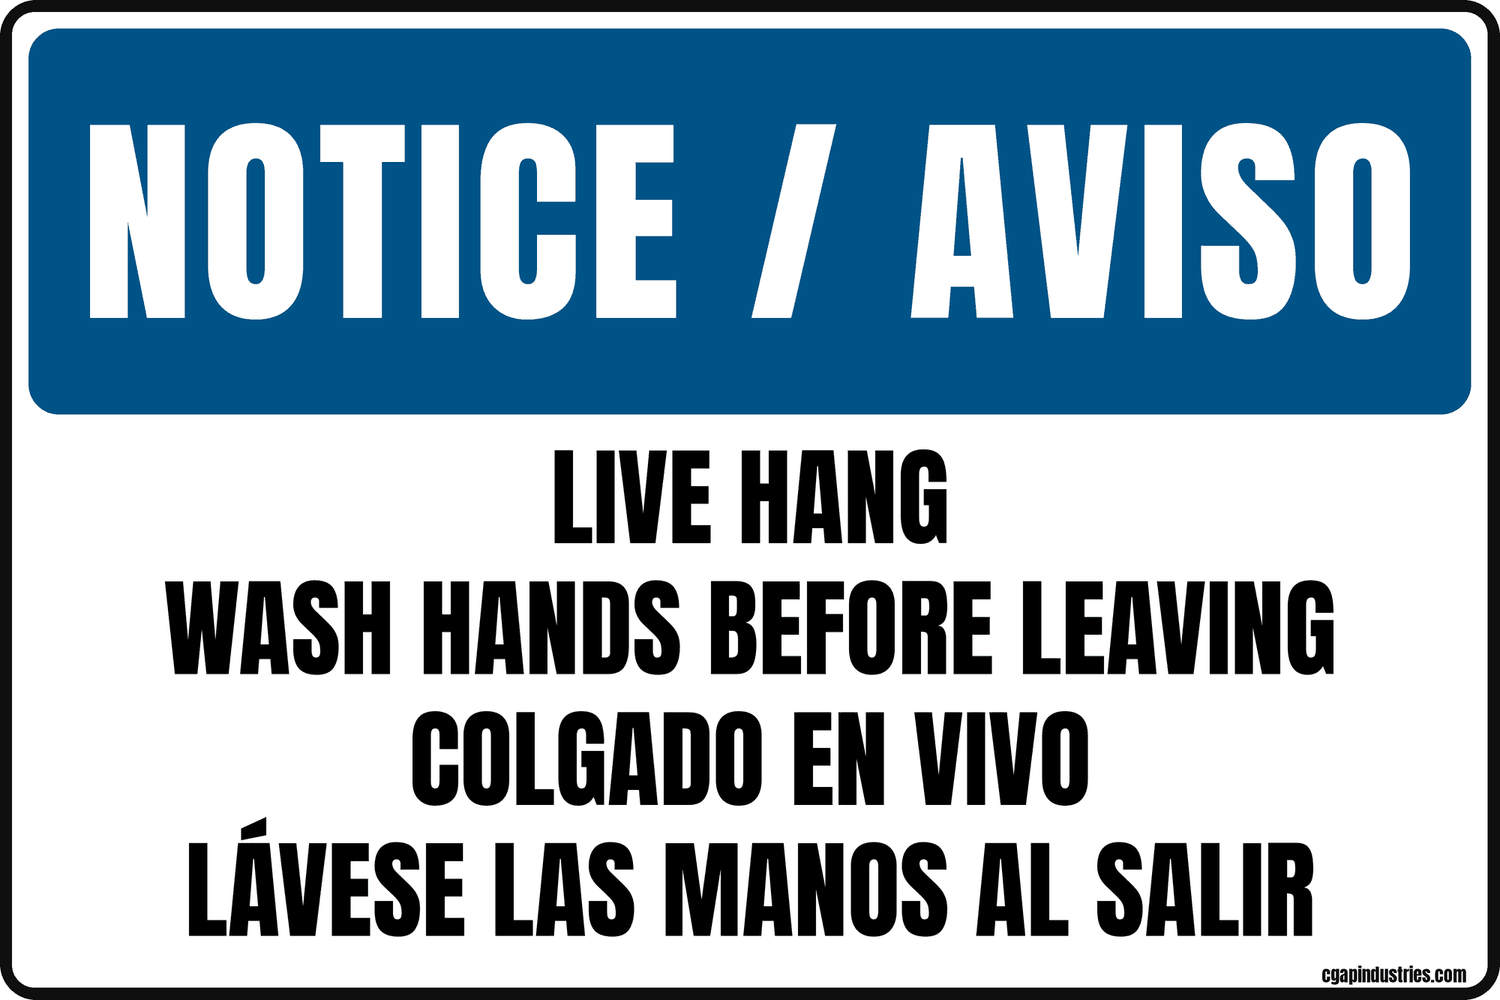 NOTICE / AVISO
LIVE HANG
WASH HANDS BEFORE LEAVING
COLGADO EN VIVO
LÁVESE LAS MANOS AL SALIR
cgapindustries.com